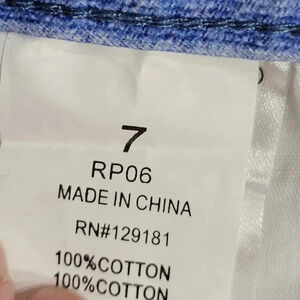 7
RP06
MADE IN CHINA
RN#129181
100%COTTON
100%COTTON